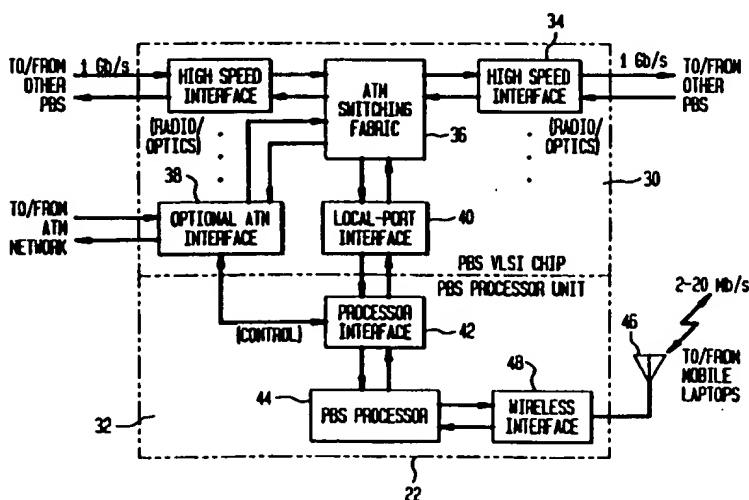 34
1 Gb/s
1 Gb/s
TO/FROM
OTHER
PBS
HIGH SPEED
INTERFACE
ATM
SWITCHING
FABRIC
HIGH SPEED
INTERFACE
TO/FROM
OTHER
PBS
(RADIO/
OPTICS)
36
(RADIO/
OPTICS)
38
30
TO/FROM
ATM
NETWORK
OPTIONAL ATM
INTERFACE
LOCAL-PORT
INTERFACE
40
PBS VLSI CHIP
PBS PROCESSOR UNIT
2-20 Mb/s
(CONTROL)
PROCESSOR
INTERFACE
42
46
TO/FROM
MOBILE
LAPTOPS
48
44
32
PBS PROCESSOR
WIRELESS
INTERFACE
22